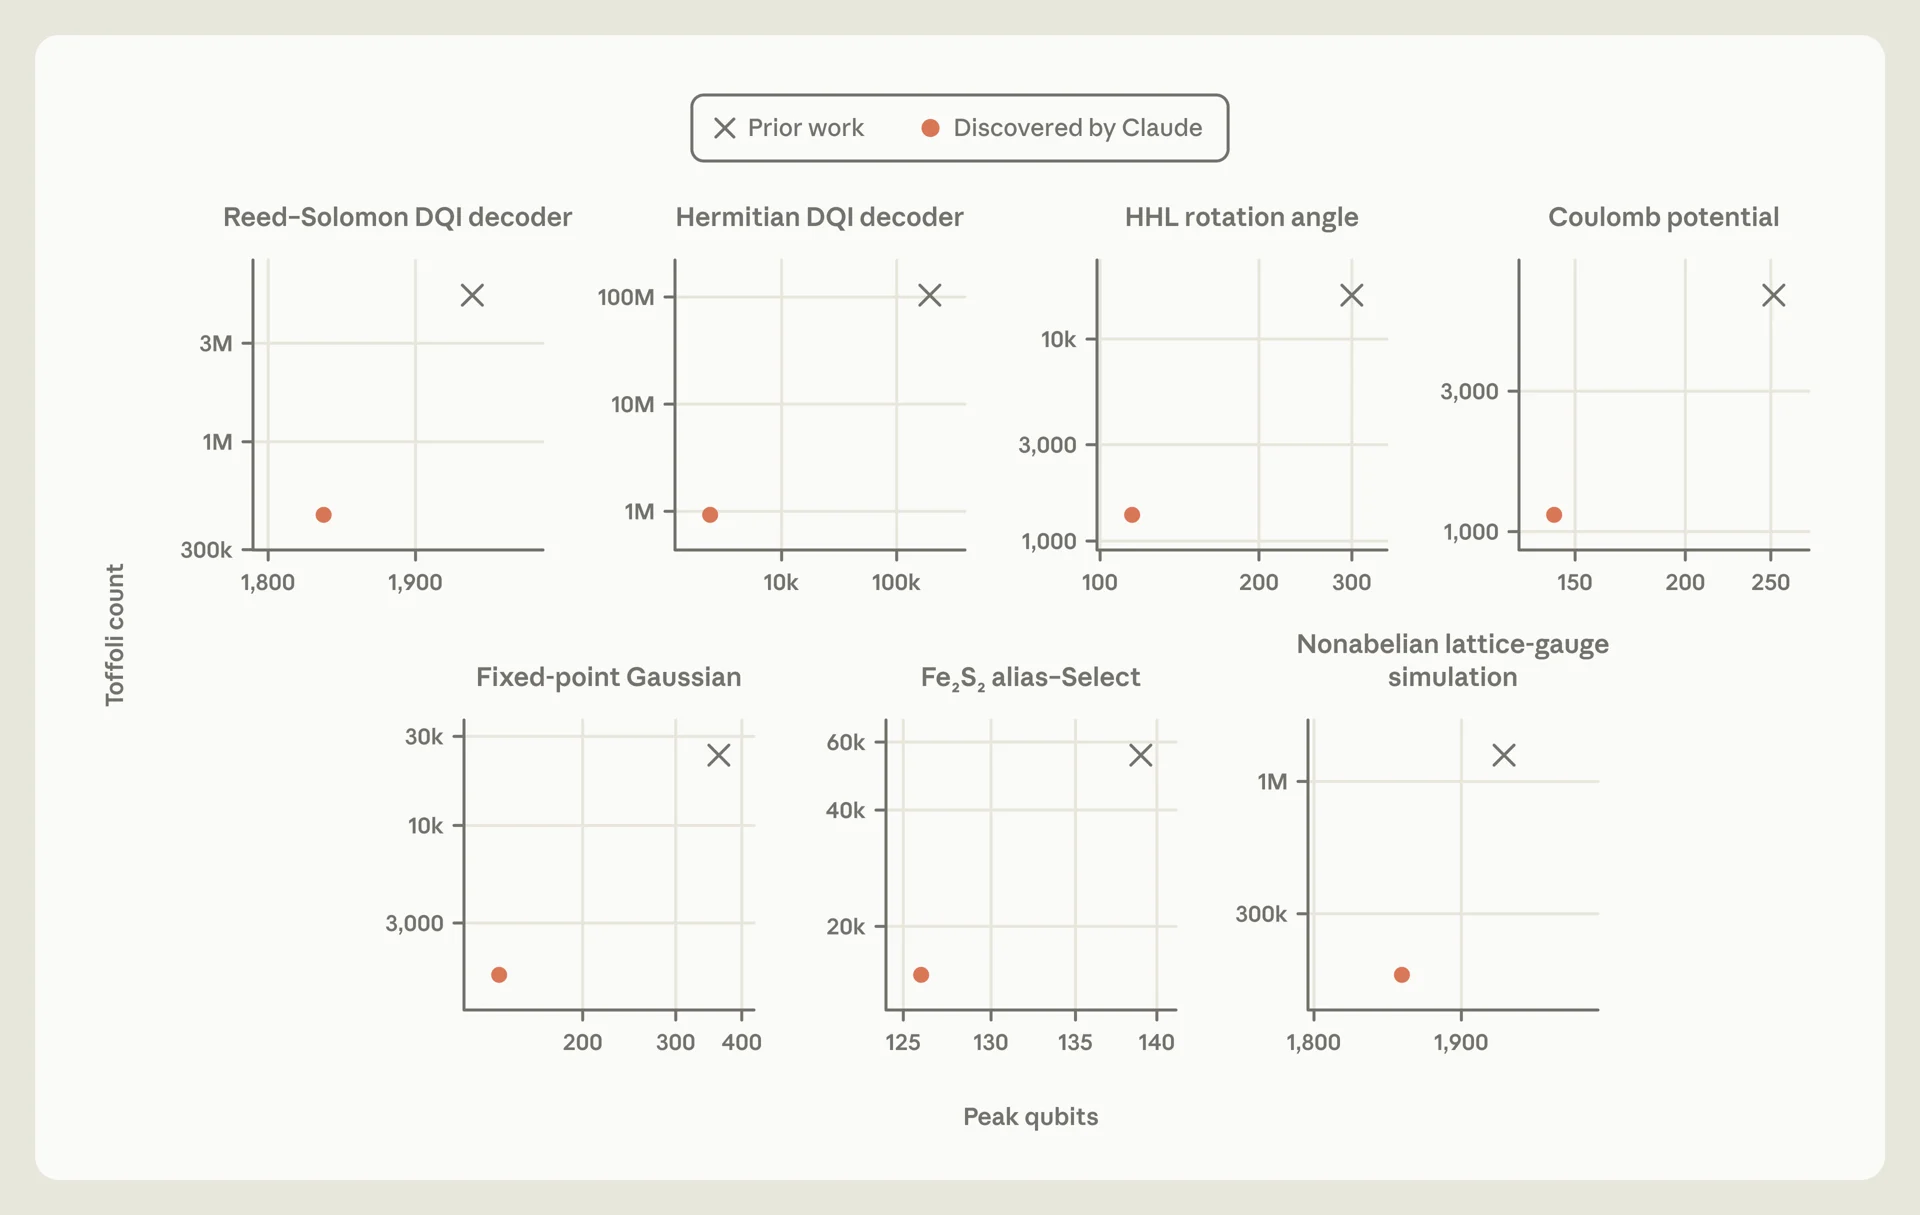 Prior work
Discovered by Claude
Reed–Solomon DQI decoder
3M
1M
300k
1,800
1,900
Hermitian DQI decoder
100M
10M
1M
10k
100k
HHL rotation angle
10k
3,000
1,000
100
200
300
Coulomb potential
3,000
1,000
150
200
250
Toffoli count
Fixed-point Gaussian
30k
10k
3,000
200
300
400
Fe₂S₂ alias–Select
60k
40k
20k
125
130
135
140
Nonabelian lattice-gauge
simulation
1M
300k
1,800
1,900
Peak qubits